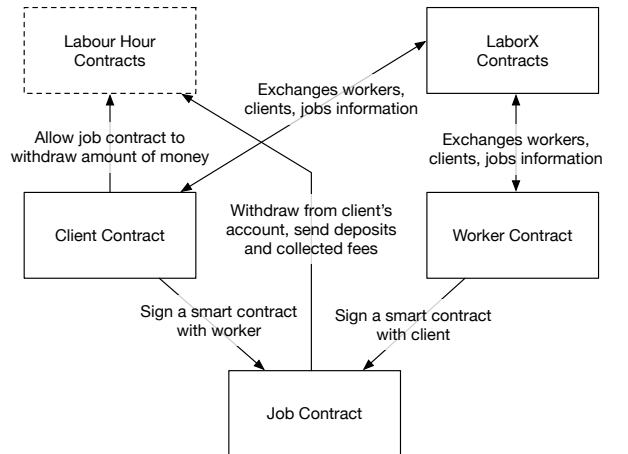 Labour Hour
Contracts
LaborX
Contracts
Exchanges workers,
clients, jobs information
Allow job contract to
withdraw amount of money
Exchanges workers,
clients, jobs information
Client Contract
Withdraw from client’s
account, send deposits
and collected fees
Worker Contract
Sign a smart contract
with worker
Sign a smart contract
with client
Job Contract